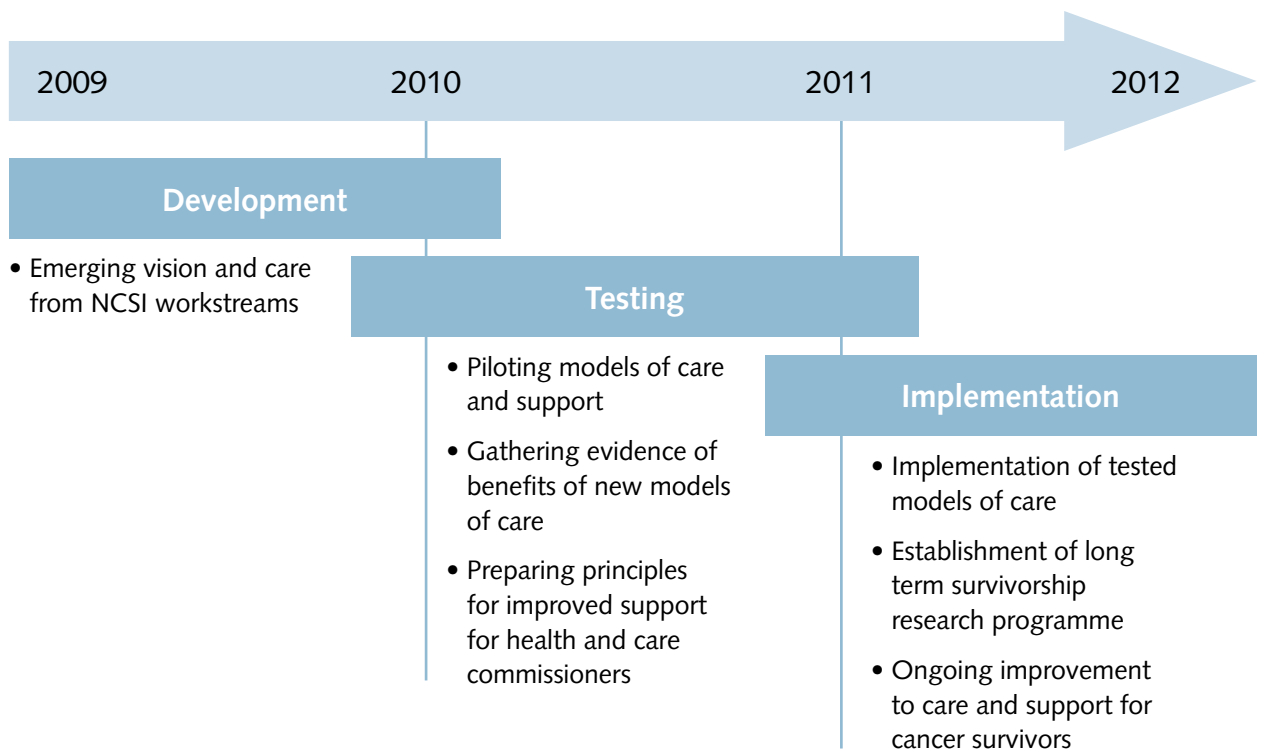 2009 2010 2011 2012
Development
• Emerging vision and care
from NCSI workstreams
Testing
• Piloting models of care
and support
• Gathering evidence of
benefits of new models
of care
• Preparing principles
for improved support
for health and care
commissioners
Implementation
• Implementation of tested
models of care
• Establishment of long
term survivorship
research programme
• Ongoing improvement
to care and support for
cancer survivors